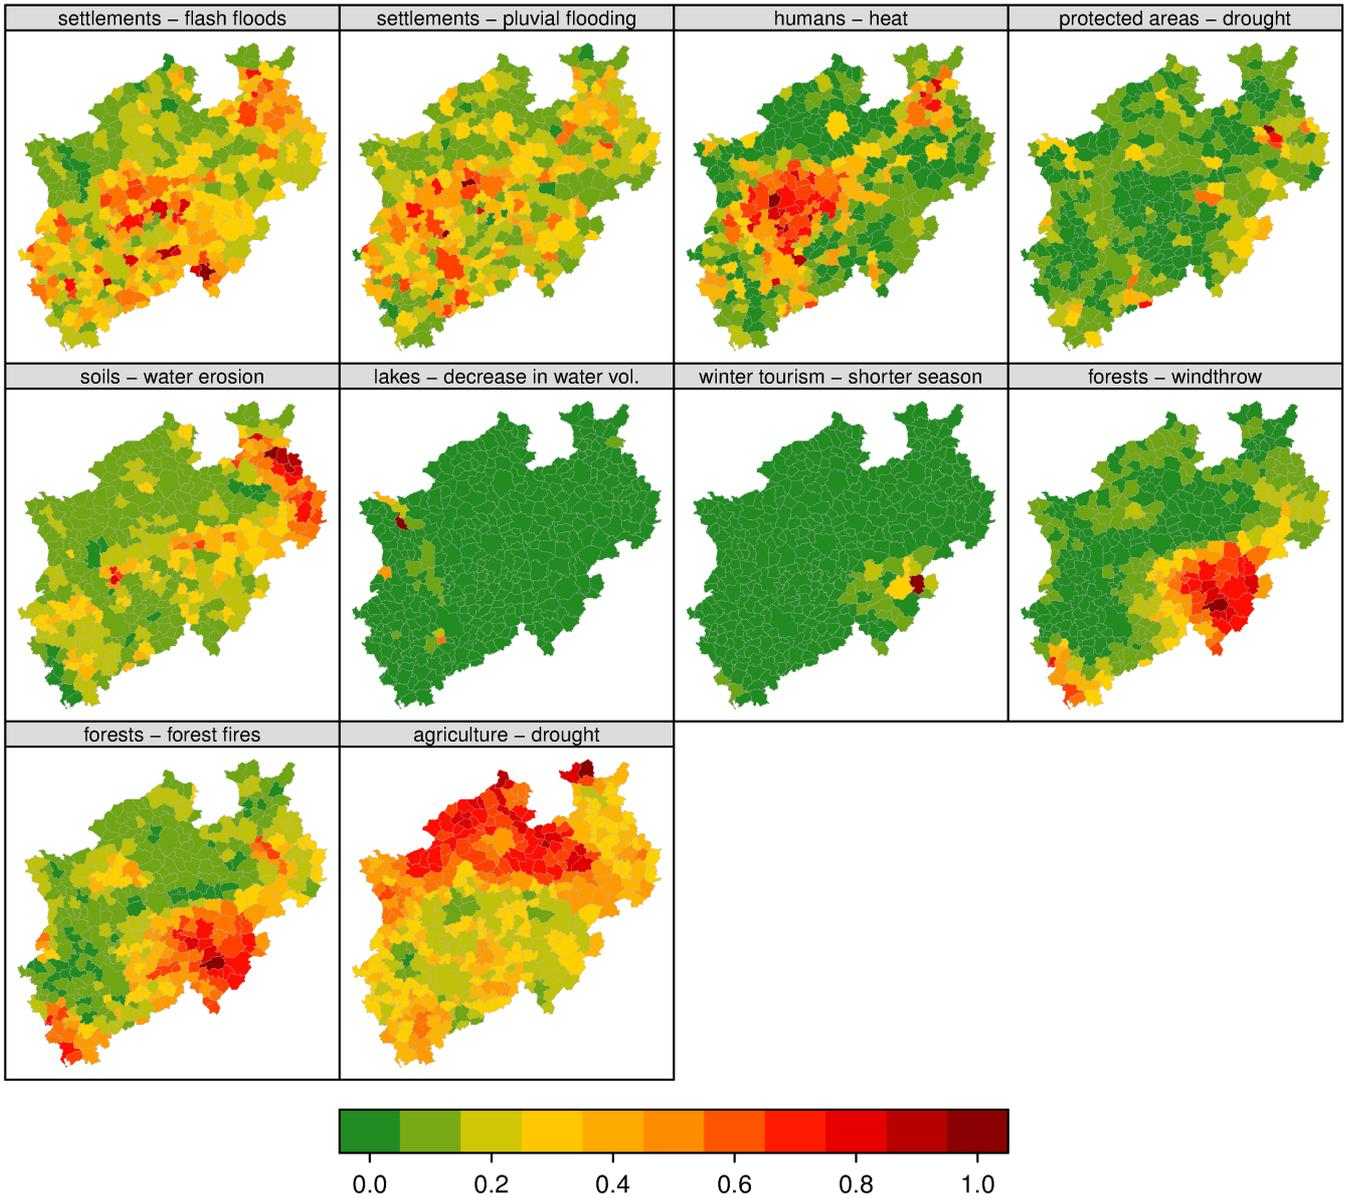 settlements – flash floods
settlements – pluvial flooding
humans – heat
protected areas – drought
soils – water erosion
lakes – decrease in water vol.
winter tourism – shorter season
forests – windthrow
forests – forest fires
agriculture – drought
0.0 0.2 0.4 0.6 0.8 1.0